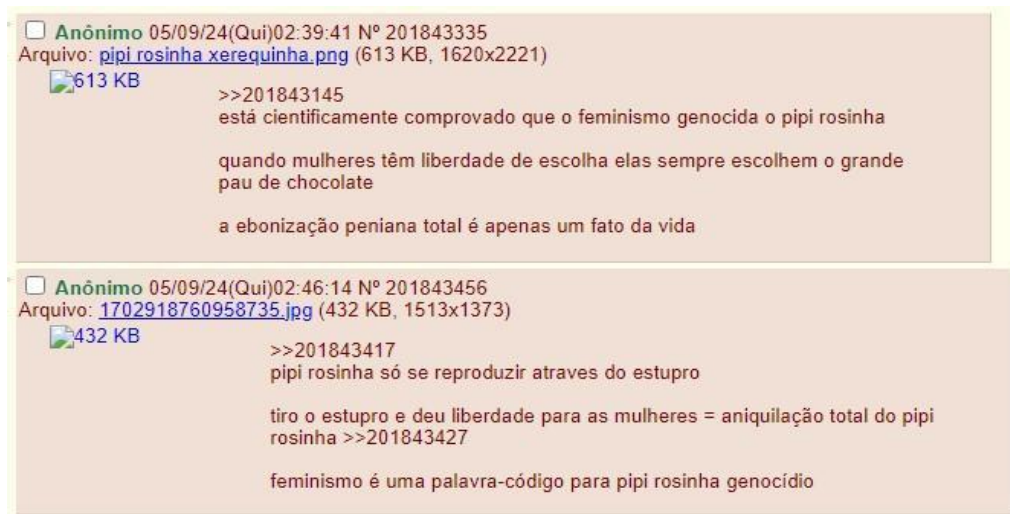 Anônimo 05/09/24(Qui)02:39:41 Nº 201843335
Arquivo: pipi rosinha xerequinha.png (613 KB, 1620x2221)
613 KB
>>201843145
está cientificamente comprovado que o feminismo genocida o pipi rosinha
quando mulheres têm liberdade de escolha elas sempre escolhem o grande
pau de chocolate
a ebonização peniana total é apenas um fato da vida
Anônimo 05/09/24(Qui)02:46:14 Nº 201843456
Arquivo: 1702918760958735.jpg (432 KB, 1513x1373)
432 KB
>>201843417
pipi rosinha só se reproduzir atraves do estupro
tiro o estupro e deu liberdade para as mulheres = aniquilação total do pipi
rosinha >>201843427
feminismo é uma palavra-código para pipi rosinha genocídio